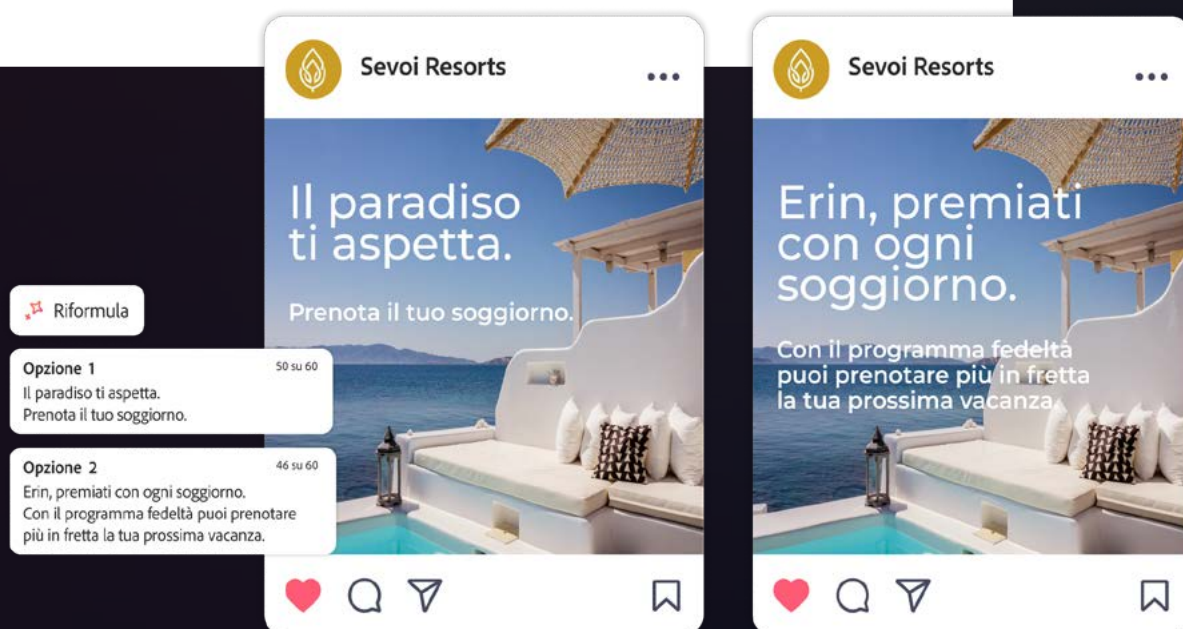 Riformula
Opzione 1
50 su 60
Il paradiso ti aspetta.
Prenota il tuo soggiorno.
Opzione 2
46 su 60
Erin, premiati con ogni soggiorno.
Con il programma fedeltà puoi prenotare
più in fretta la tua prossima vacanza.
Sevoi Resorts
Il paradiso
ti aspetta.
Prenota il tuo soggiorno.
Sevoi Resorts
Erin, premiati
con ogni
soggiorno.
Con il programma fedeltà
puoi prenotare più in fretta
la tua prossima vacanza.